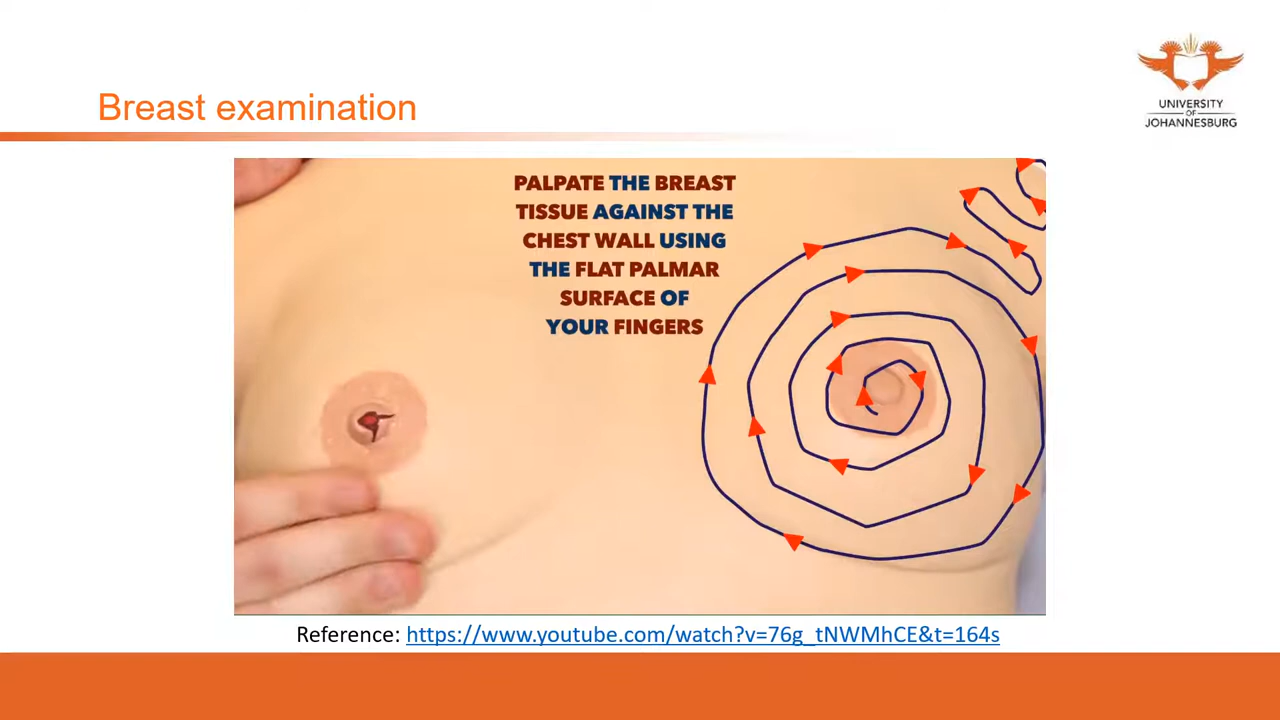 Breast examination
UNIVERSITY
OF
JOHANNESBURG
PALPATE THE BREAST
TISSUE AGAINST THE
CHEST WALL USING
THE FLAT PALMAR
SURFACE OF
YOUR FINGERS
Reference: https://www.youtube.com/watch?v=76g_tNWMhCE&t=164s